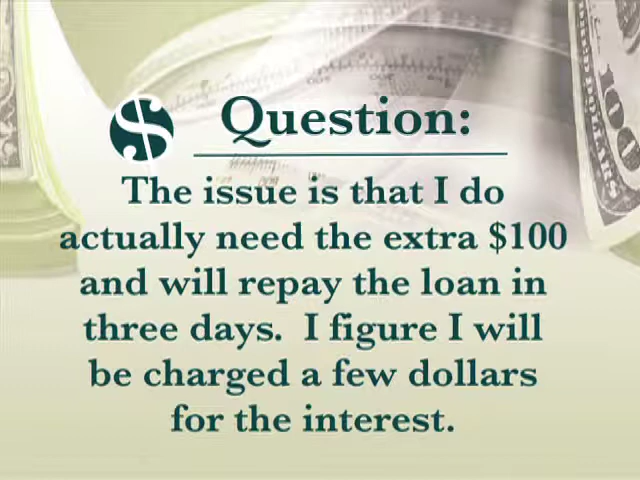 $ Question:
The issue is that I do
actually need the extra $100
and will repay the loan in
three days.  I figure I will
be charged a few dollars
for the interest.
100